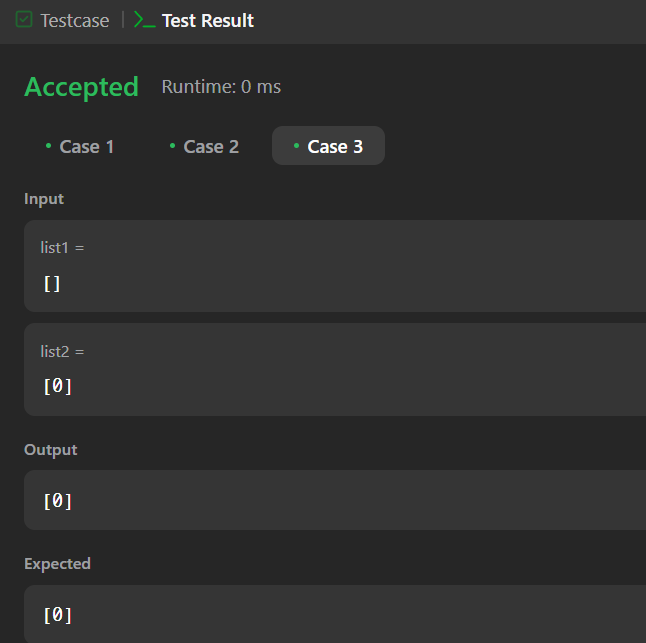 Testcase | >_ Test Result
Accepted Runtime: 0 ms
• Case 1 • Case 2 • Case 3
Input
list1 =
[]
list2 =
[0]
Output
[0]
Expected
[0]